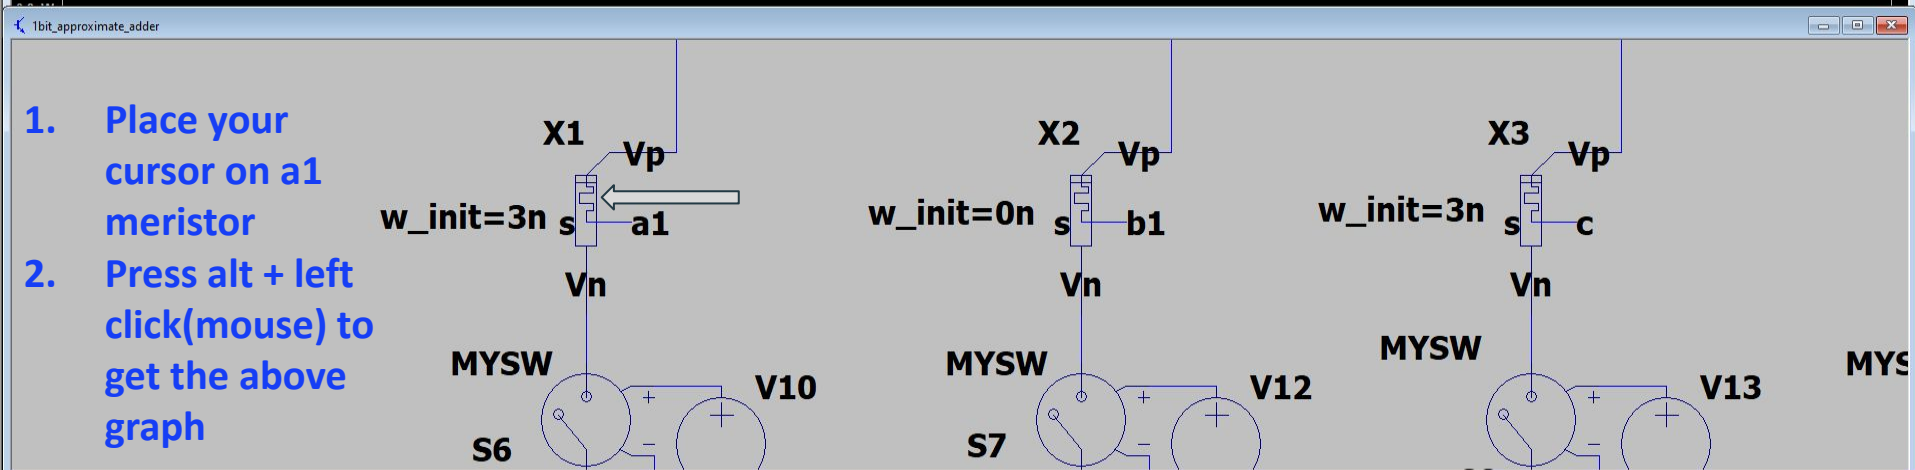 1bit_approximate_adder
1. Place your
cursor on a1
meristor
2. Press alt + left
click(mouse) to
get the above
graph
X1
Vp
w_init=3n
s
a1
Vn
MYSW
V10
+
+
−
S6
X2
Vp
w_init=0n
s
b1
Vn
MYSW
V12
+
+
−
S7
X3
Vp
w_init=3n
s
c
Vn
MYSW
V13
+
+
−
MYS